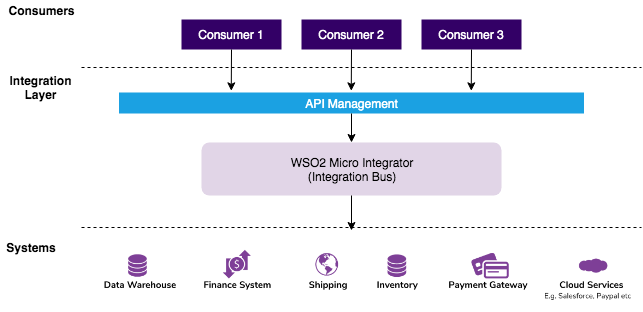 Consumers
Consumer 1
Consumer 2
Consumer 3
Integration
Layer
API Management
WSO2 Micro Integrator
(Integration Bus)
Systems
$
Data Warehouse
Finance System
Shipping
Inventory
Payment Gateway
Cloud Services
E.g. Salesforce, Paypal etc